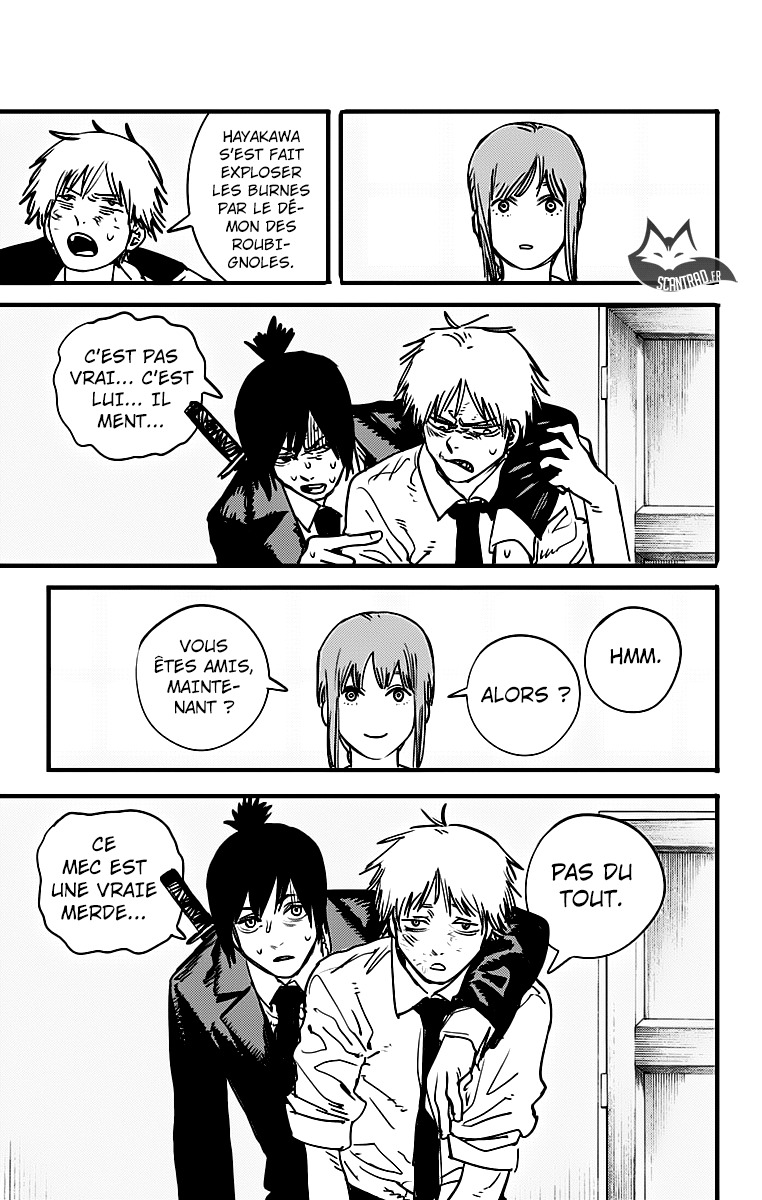 HAYAKAWA
S'EST FAIT
EXPLOSER
LES BURNES
PAR LE DÉ-
MON DES
ROUBI-
GNOLES.
SCANTRAD.FR
C'EST PAS
VRAI... C'EST
LUI... IL
MENT...
HMM.
ALORS ?
VOUS
ÊTES AMIS,
MAINTE-
NANT ?
PAS DU
TOUT.
CE
MEC EST
UNE VRAIE
MERDE...